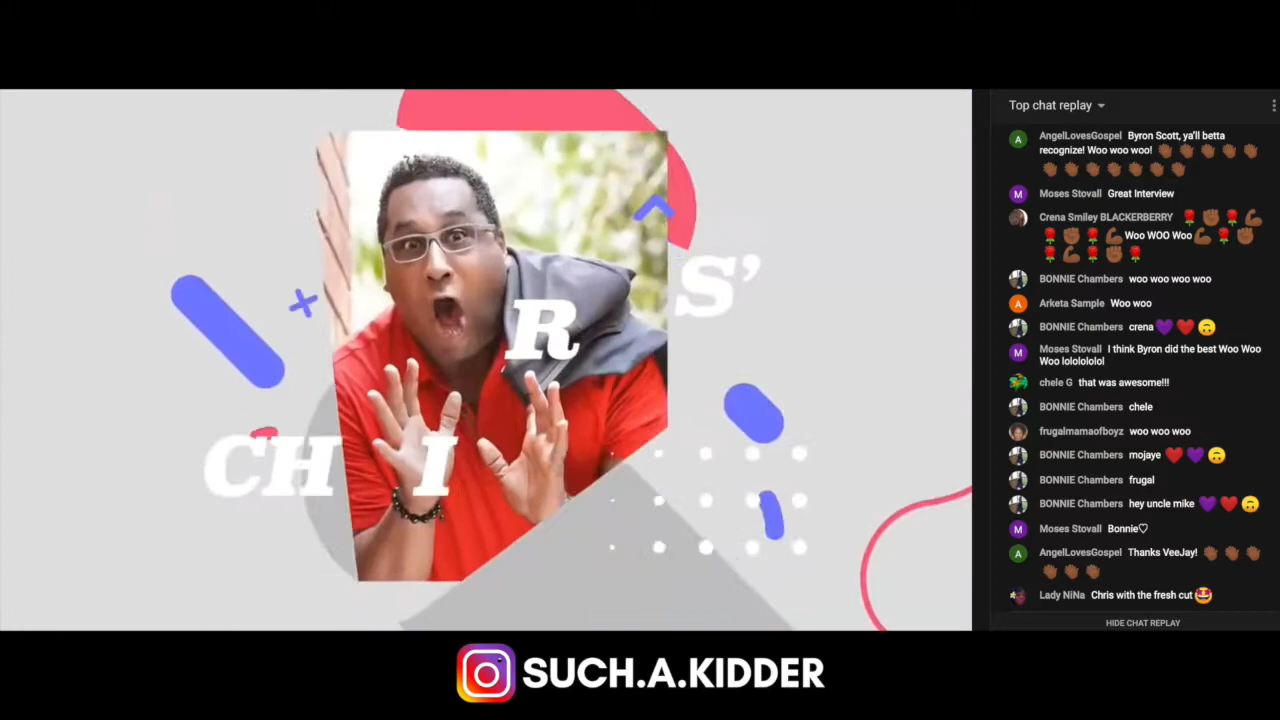 CHIRS’
Top chat replay
AngelLovesGospel Byron Scott, ya'll betta
recognize! Woo woo woo! 👏🏾 👏🏾 👏🏾 👏🏾 👏🏾
👏🏾 👏🏾 👏🏾 👏🏾 👏🏾 👏🏾 👏🏾
Moses Stovall Great Interview
Crena Smiley BLACKERBERRY 🌹 ✊🏾 🌹 💪🏾
🌹 ✊🏾 🌹 💪🏾 Woo WOO Woo 💪🏾 🌹 ✊🏾
🌹 💪🏾 🌹 ✊🏾 🌹
BONNIE Chambers woo woo woo woo
Arketa Sample Woo woo
BONNIE Chambers crena 💜 ❤️ 🙃
Moses Stovall I think Byron did the best Woo Woo
Woo lolololol
chele G that was awesome!!!
BONNIE Chambers chele
frugalmamaofboyz woo woo woo
BONNIE Chambers mojaye ❤️ 💜 🙃
BONNIE Chambers frugal
BONNIE Chambers hey uncle mike 💜 ❤️ 🙃
Moses Stovall Bonnie♡
AngelLovesGospel Thanks VeeJay! 👏🏾 👏🏾 👏🏾
👏🏾 👏🏾 👏🏾
Lady NiNa Chris with the fresh cut 🤩
HIDE CHAT REPLAY
SUCH.A.KIDDER